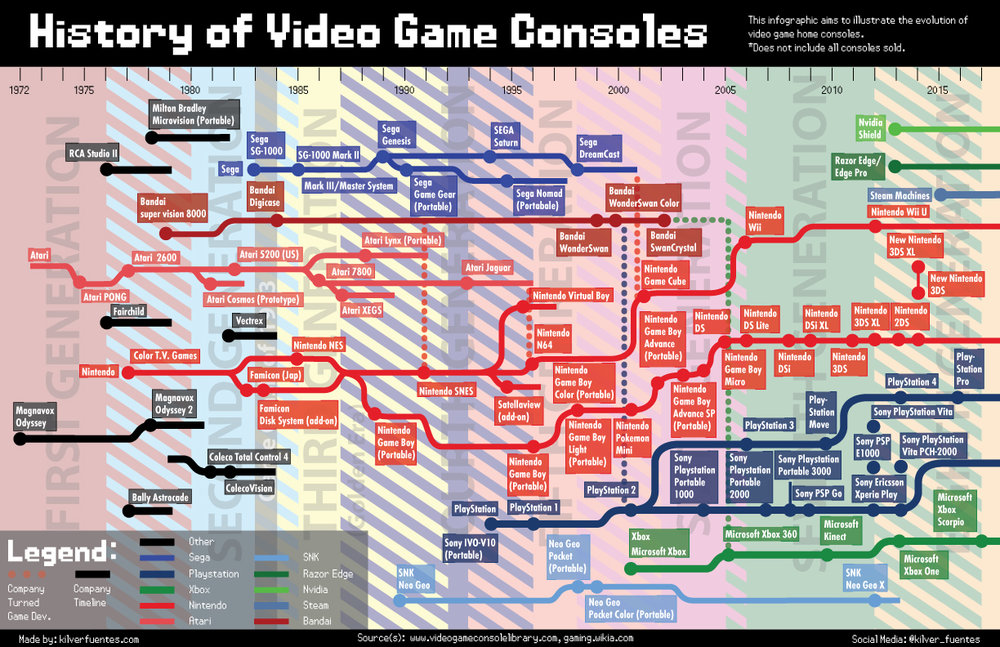 History of Video Game Consoles
This infographic aims to illustrate the evolution of
video game home consoles.
*Does not include all consoles sold.
1972
1975
1980
1985
1990
1995
2000
2005
2010
2015
FIRST GENERATION
SECOND GENERATION
THIRD GENERATION
Milton Bradley
Microvision (Portable)
RCA Studio II
Sega
Sega
SG-1000
SG-1000 Mark II
Mark III/Master System
Sega
Genesis
Sega
Game Gear
(Portable)
SEGA
Saturn
Sega Nomad
(Portabale)
Sega
DreamCast
Nvidia
Shield
Razor Edge/
Edge Pro
Steam Machines
Bandai
super vision 8000
Bandai
Digicase
Bandai
WonderSwan
Bandai
WonderSwan Color
Bandai
SwanCrystal
Nintendo
Wii
Nintendo Wii U
New Nintendo
3DS XL
New Nintendo
3DS
Atari
Atari PONG
Atari 2600
Atari Cosmos (Prototype)
Atari 5200 (US)
Atari 7800
Atari XEGS
Atari Lynx (Portable)
Atari Jaguar
Nintendo
Game Cube
Nintendo Virtual Boy
Nintendo
N64
Fairchild
Vectrex
Nintendo
Color T.V. Games
Famicon (Jap)
Famicon
Disk System (add-on)
Nintendo NES
Nintendo
Game Boy
(Portable)
Nintendo SNES
Satellaview
(add-on)
Nintendo
Game Boy
(Portable)
Nintendo
Game Boy
Color (Portable)
Nintendo
Game Boy
Light
(Portable)
Nintendo
Pokemon
Mini
Nintendo
Game Boy
Advance
(Portable)
Nintendo
Game Boy
Advance SP
(Portable)
Nintendo
DS
Nintendo
Game Boy
Micro
Nintendo
DS Lite
Nintendo
DSi
Nintendo
DSi XL
Nintendo
3DS
Nintendo
3DS XL
Nintendo
2DS
Magnavox
Odyssey
Magnavox
Odyssey 2
Coleco Total Control 4
ColecoVision
Bally Astrocade
PlayStation
Sony IVO-V10
(Portable)
PlayStation 1
PlayStation 2
Sony
Playstation
Portable
1000
PlayStation 3
Sony
Playstation
Portable
2000
Sony Playstation
Portable 3000
Sony PSP Go
Play-
Station
Move
Sony PSP
E1000
Sony Ericsson
Xperia Play
PlayStation 4
Sony PlayStation Vita
Sony PlayStation
Vita PCH-2000
Play-
Station
Pro
Xbox
Microsoft Xbox
Microsoft Xbox 360
Microsoft
Kinect
Microsoft
Xbox One
Microsoft
Xbox
Scorpio
SNK
Neo Geo
Neo Geo
Pocket
(Portable)
Neo Geo
Pocket Color (Portable)
SNK
Neo Geo X
Legend:
Company
Turned
Game Dev.
Company
Timeline
Other
Sega
Playstation
Xbox
Nintendo
Atari
SNK
Razor Edge
Nvidia
Steam
Bandai
Made by: kilverfuentes.com
Source(s): www.videogameconsolelibrary.com, gaming.wikia.com
Social Media: @kilver_fuentes